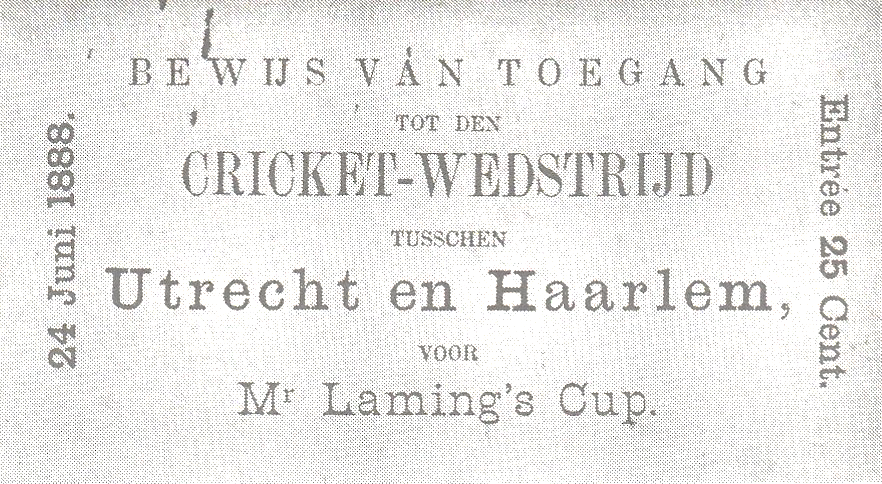 BEWIJS VAN TOEGANG
TOT DEN
CRICKET-WEDSTRIJD
TUSSCHEN
Utrecht en Haarlem,
VOOR
Mr Laming's Cup.
24 Juni 1888.
Entrée 25 Cent.